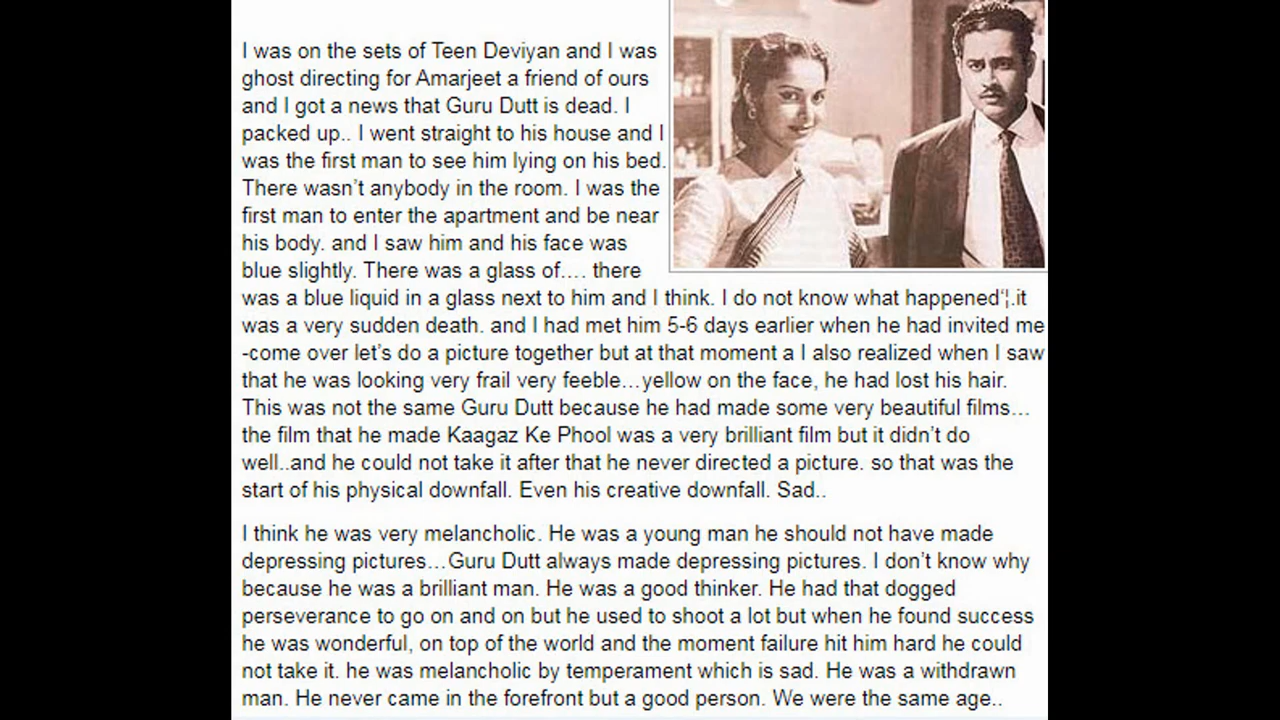 I was on the sets of Teen Deviyan and I was
ghost directing for Amarjeet a friend of ours
and I got a news that Guru Dutt is dead. I
packed up.. I went straight to his house and I
was the first man to see him lying on his bed.
There wasn’t anybody in the room. I was the
first man to enter the apartment and be near
his body. and I saw him and his face was
blue slightly. There was a glass of…. there
was a blue liquid in a glass next to him and I think. I do not know what happened‘¦.it
was a very sudden death. and I had met him 5-6 days earlier when he had invited me
-come over let’s do a picture together but at that moment a I also realized when I saw
that he was looking very frail very feeble…yellow on the face, he had lost his hair.
This was not the same Guru Dutt because he had made some very beautiful films…
the film that he made Kaagaz Ke Phool was a very brilliant film but it didn’t do
well..and he could not take it after that he never directed a picture. so that was the
start of his physical downfall. Even his creative downfall. Sad..
I think he was very melancholic. He was a young man he should not have made
depressing pictures…Guru Dutt always made depressing pictures. I don’t know why
because he was a brilliant man. He was a good thinker. He had that dogged
perseverance to go on and on but he used to shoot a lot but when he found success
he was wonderful, on top of the world and the moment failure hit him hard he could
not take it. he was melancholic by temperament which is sad. He was a withdrawn
man. He never came in the forefront but a good person. We were the same age..